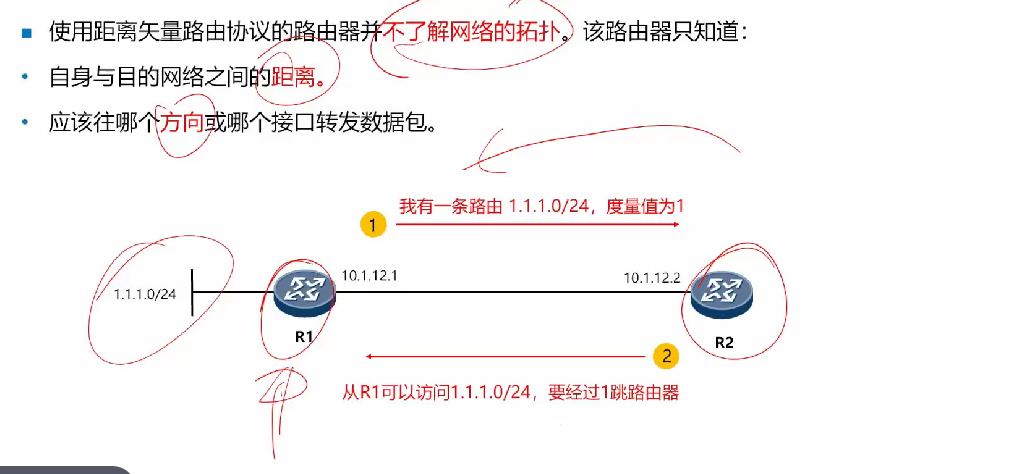 使用距离矢量路由协议的路由器并不了解网络的拓扑。该路由器只知道：
自身与目的网络之间的距离。
应该往哪个方向或哪个接口转发数据包。
1 我有一条路由 1.1.1.0/24，度量值为1
10.1.12.1
10.1.12.2
1.1.1.0/24
R1
R2
2
从R1可以访问1.1.1.0/24，要经过1跳路由器